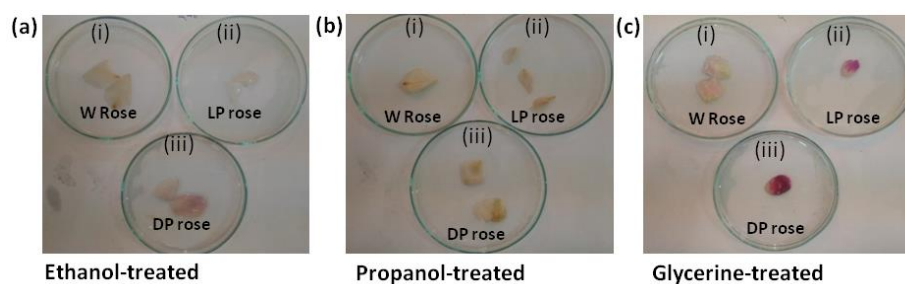 (a)
(i)
(ii)
W Rose
LP rose
(iii)
DP rose
Ethanol-treated
(b)
(i)
(ii)
W Rose
LP rose
(iii)
DP rose
Propanol-treated
(c)
(i)
(ii)
W Rose
LP rose
(iii)
DP rose
Glycerine-treated